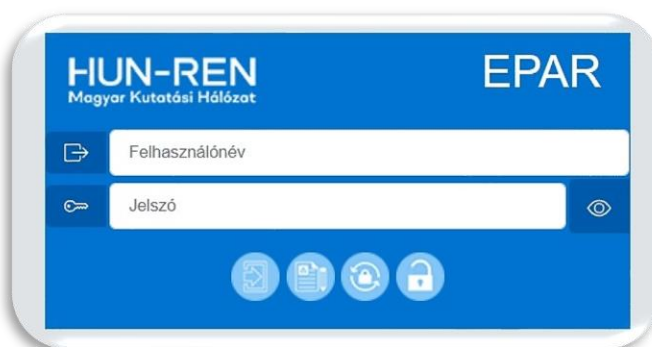 HUN-REN
Magyar Kutatási Hálózat
EPAR
Felhasználónév
Jelszó